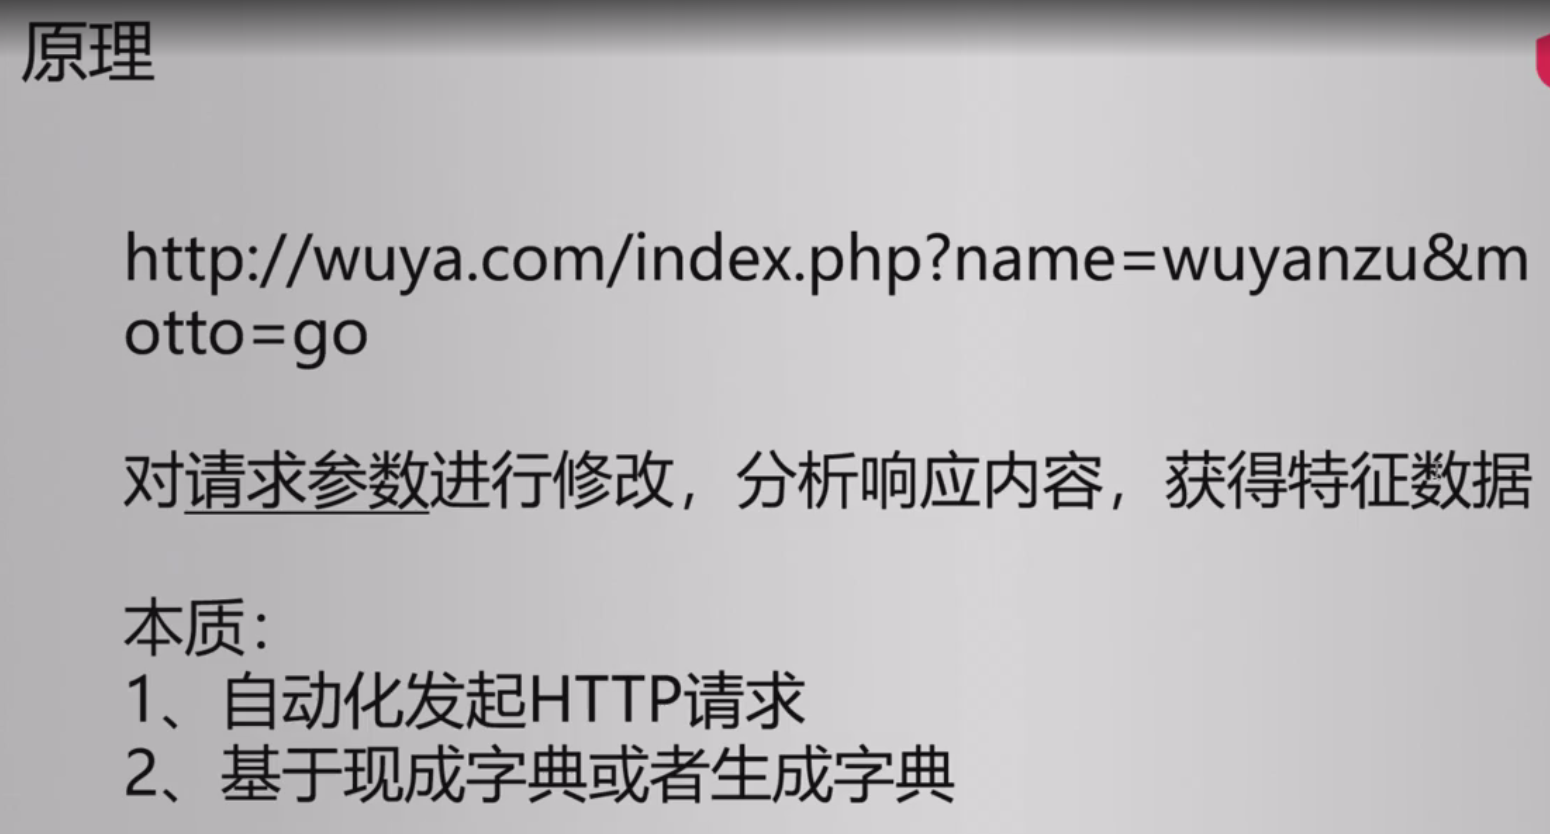 原理
http://wuya.com/index.php?name=wuyanzu&m
otto=go
对请求参数进行修改，分析响应内容，获得特征数据
本质：
1、自动化发起HTTP请求
2、基于现成字典或者生成字典